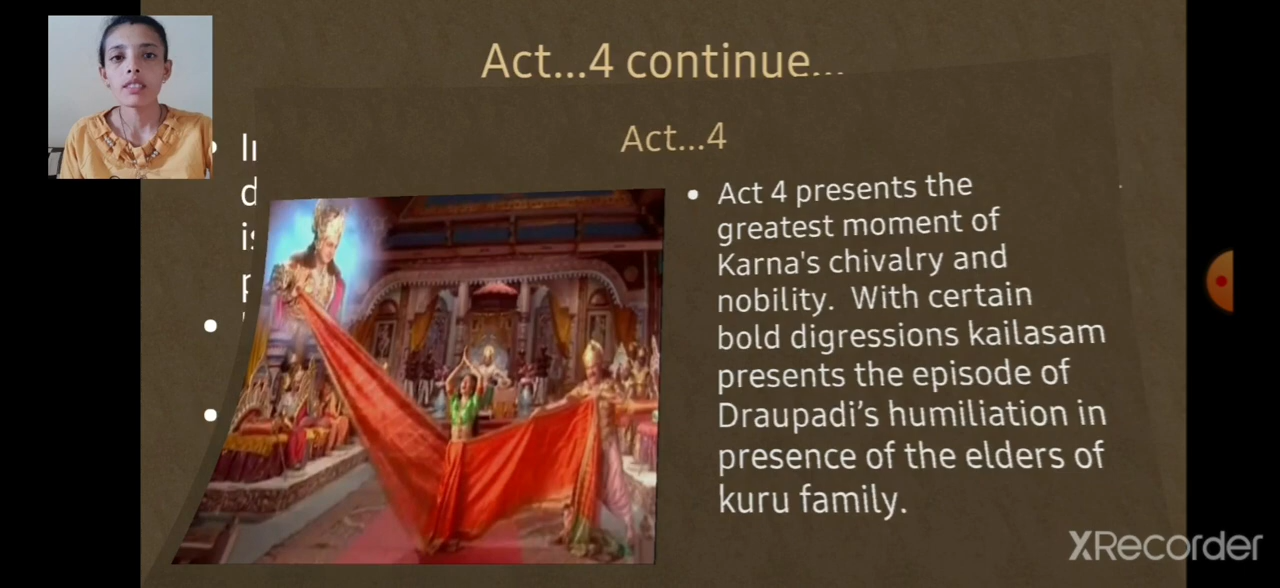 Act...4 continue...
Act...4
• Act 4 presents the
greatest moment of
Karna's chivalry and
nobility. With certain
bold digressions kailasam
presents the episode of
Draupadi’s humiliation in
presence of the elders of
kuru family.
XRecorder